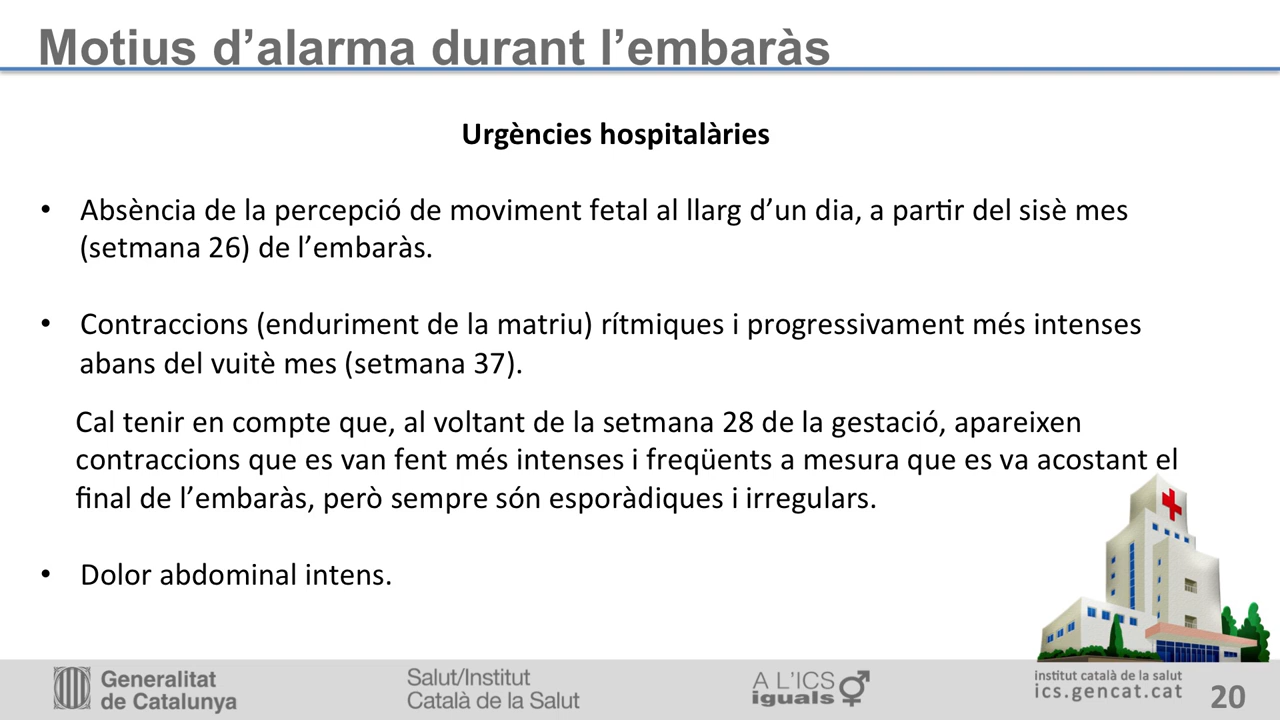 Motius d’alarma durant l’embaràs
Urgències hospitalàries
• Absència de la percepció de moviment fetal al llarg d’un dia, a partir del sisè mes
(setmana 26) de l’embaràs.
• Contraccions (enduriment de la matriu) rítmiques i progressivament més intenses
abans del vuitè mes (setmana 37).
Cal tenir en compte que, al voltant de la setmana 28 de la gestació, apareixen
contraccions que es van fent més intenses i freqüents a mesura que es va acostant el
final de l’embaràs, però sempre són esporàdiques i irregulars.
• Dolor abdominal intens.
Generalitat
de Catalunya
Salut/Institut
Català de la Salut
A L'ICS
iguals
institut català de la salut
ics.gencat.cat
20